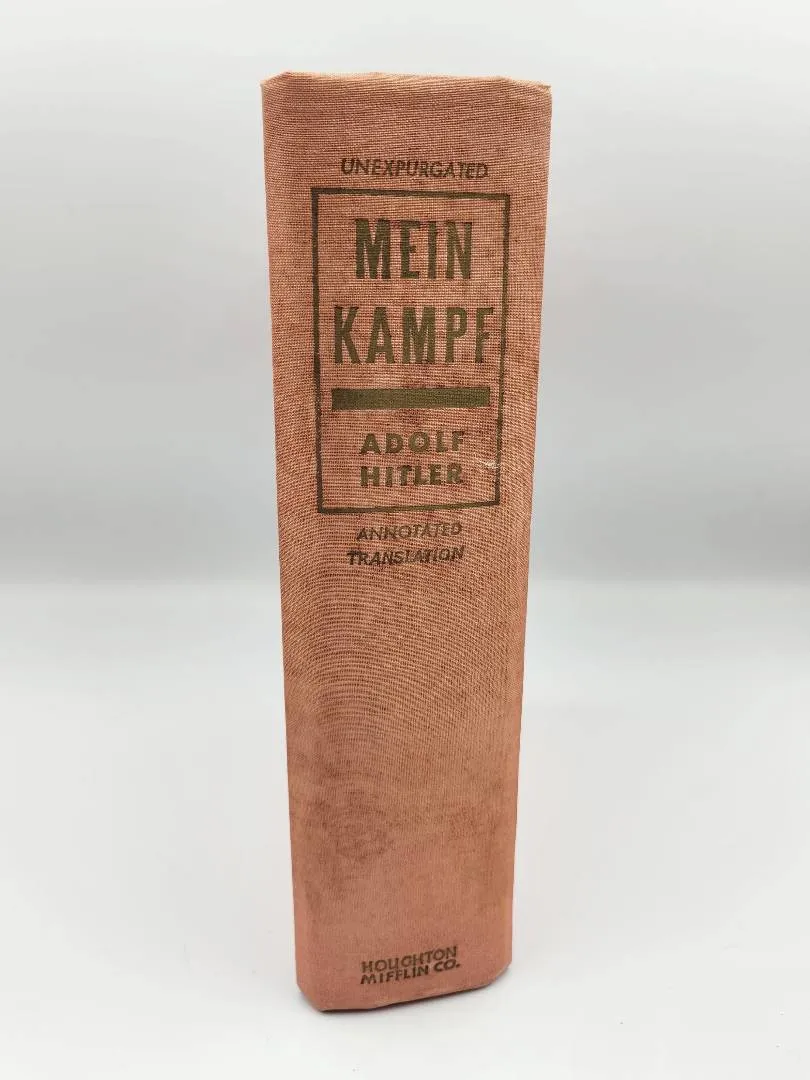 UNEXPURGATED
MEIN
KAMPF
ADOLF
HITLER
ANNOTATED
TRANSLATION
HOUGHTON
MIFFLIN CO.